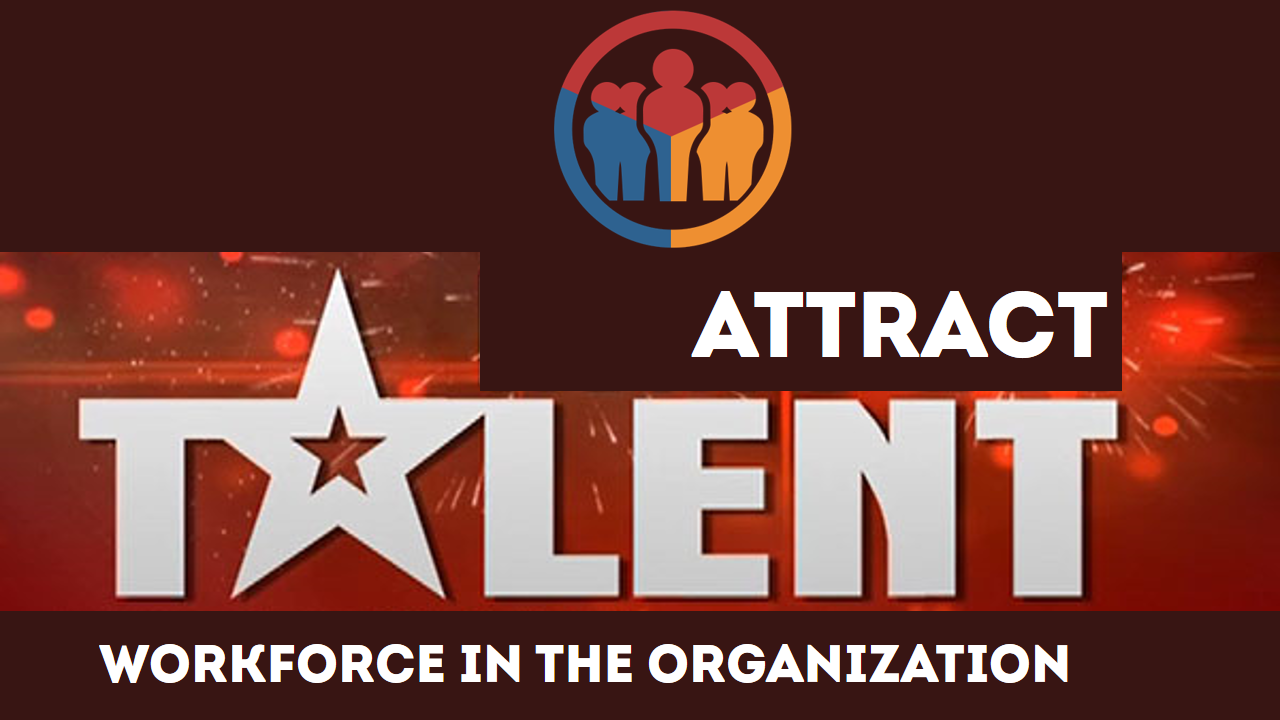 ATTRACT
TALENT
WORKFORCE IN THE ORGANIZATION